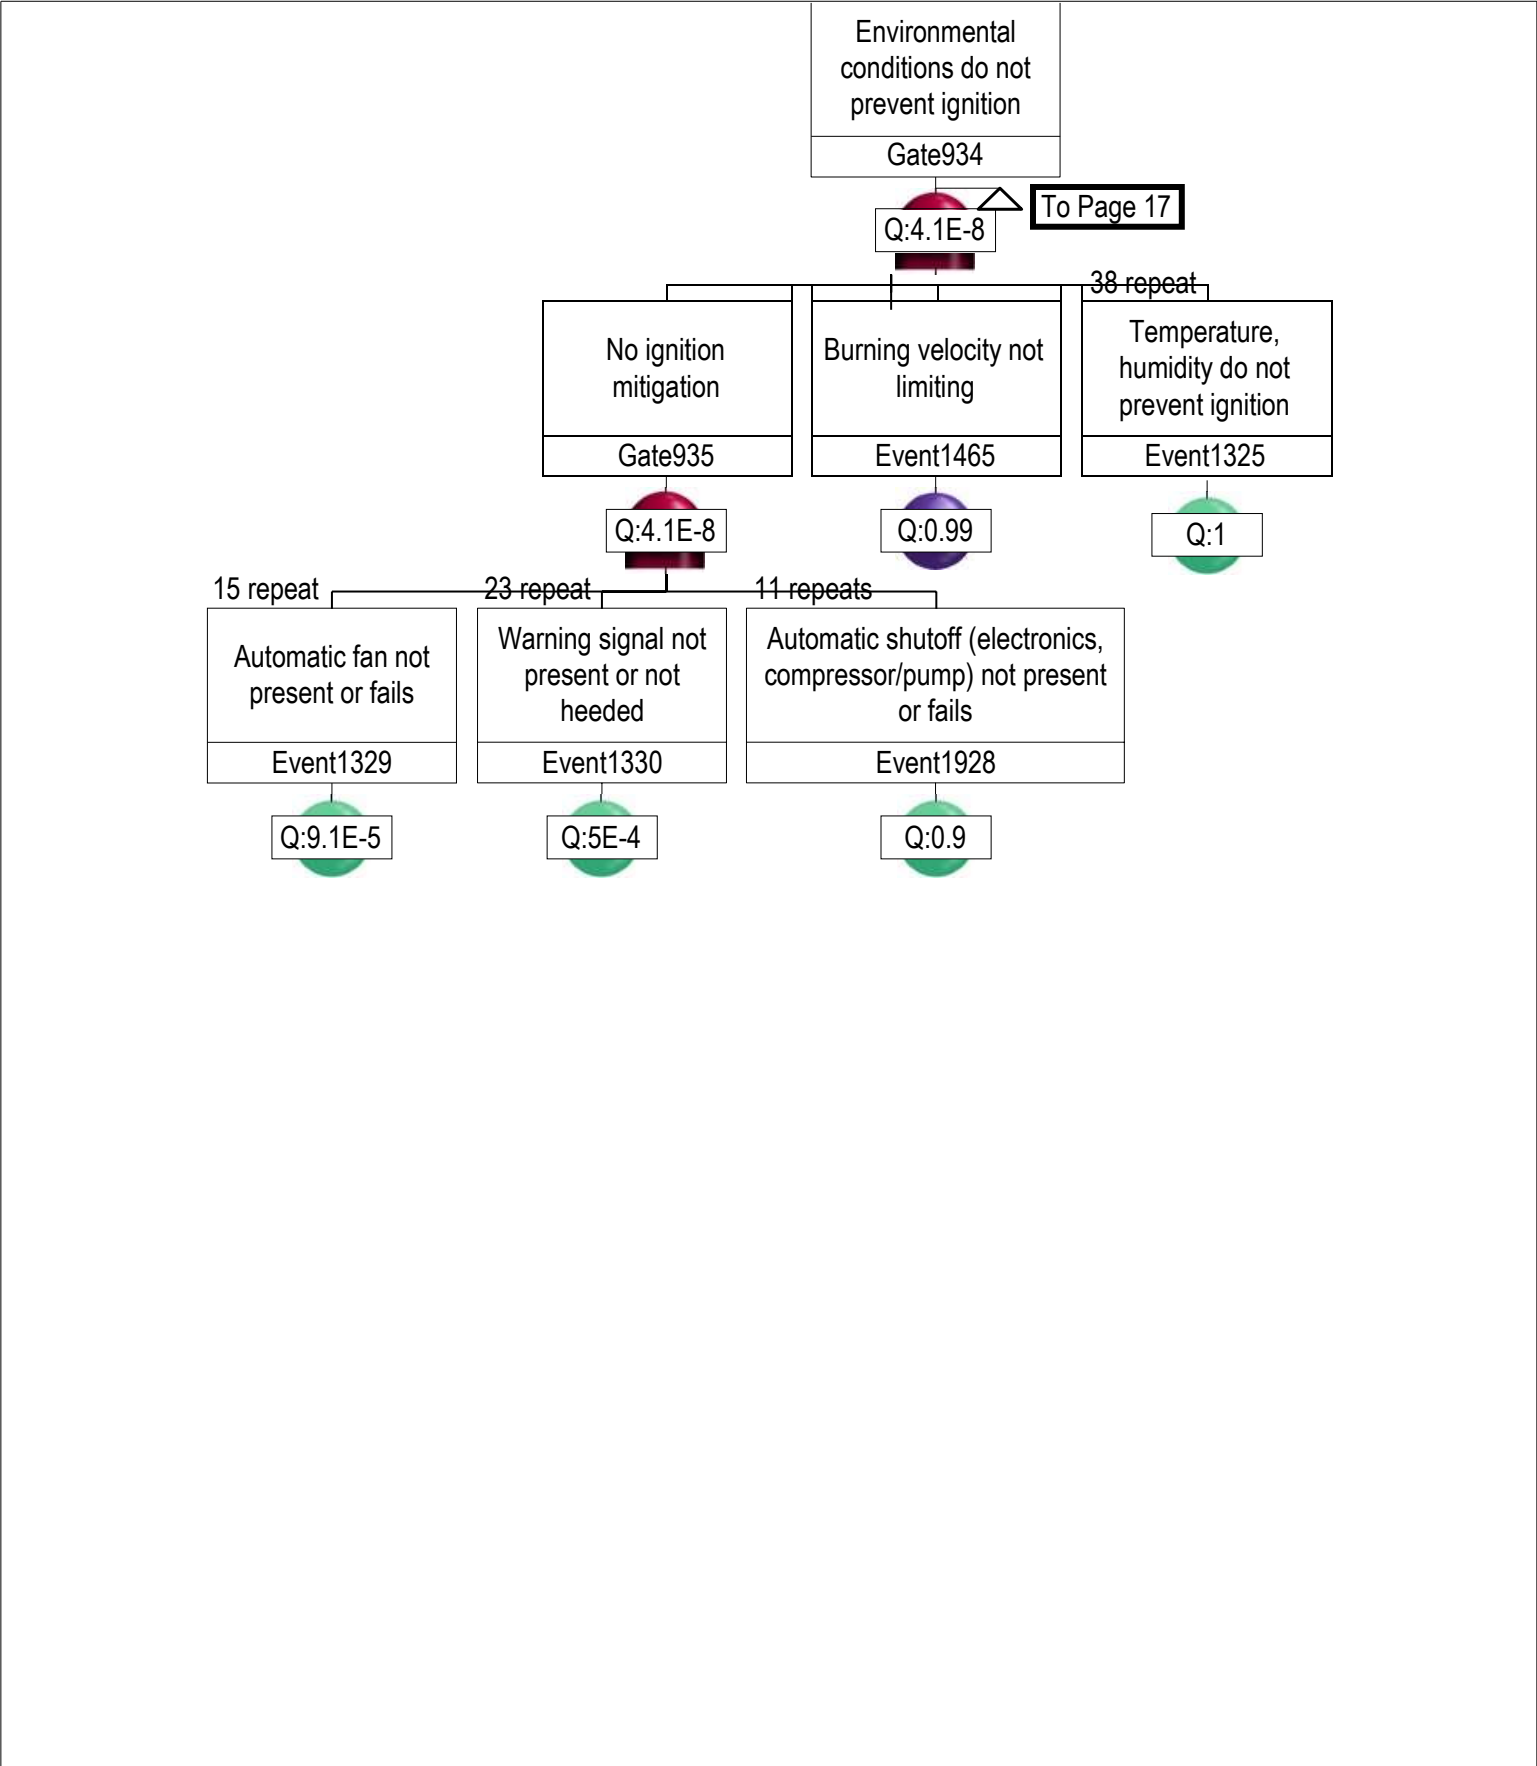 Environmental
conditions do not
prevent ignition
Gate934
To Page 17
Q:4.1E-8
38 repeat
No ignition
mitigation
Gate935
Q:4.1E-8
Burning velocity not
limiting
Event1465
Q:0.99
Temperature,
humidity do not
prevent ignition
Event1325
Q:1
15 repeat
Automatic fan not
present or fails
Event1329
Q:9.1E-5
23 repeat
Warning signal not
present or not
heeded
Event1330
Q:5E-4
11 repeats
Automatic shutoff (electronics,
compressor/pump) not present
or fails
Event1928
Q:0.9